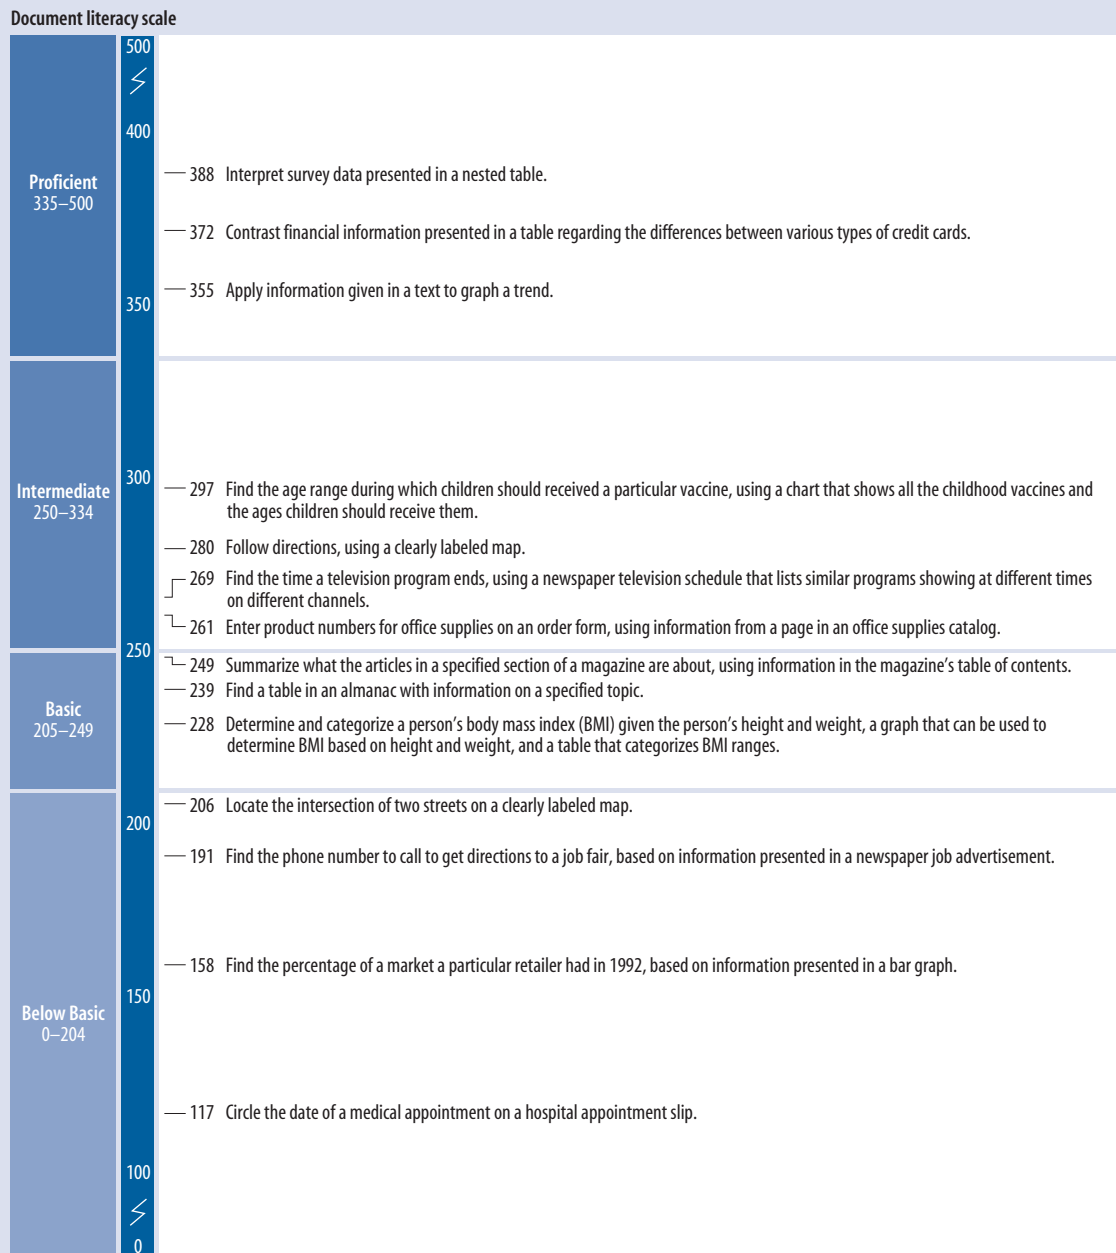 Document literacy scale
500
400
Proficient
335–500
388 Interpret survey data presented in a nested table.
372 Contrast financial information presented in a table regarding the differences between various types of credit cards.
355 Apply information given in a text to graph a trend.
350
Intermediate
250–334
300
297 Find the age range during which children should received a particular vaccine, using a chart that shows all the childhood vaccines and
the ages children should receive them.
280 Follow directions, using a clearly labeled map.
269 Find the time a television program ends, using a newspaper television schedule that lists similar programs showing at different times
on different channels.
261 Enter product numbers for office supplies on an order form, using information from a page in an office supplies catalog.
250
249 Summarize what the articles in a specified section of a magazine are about, using information in the magazine’s table of contents.
239 Find a table in an almanac with information on a specified topic.
Basic
205–249
228 Determine and categorize a person’s body mass index (BMI) given the person’s height and weight, a graph that can be used to
determine BMI based on height and weight, and a table that categorizes BMI ranges.
206 Locate the intersection of two streets on a clearly labeled map.
200
191 Find the phone number to call to get directions to a job fair, based on information presented in a newspaper job advertisement.
158 Find the percentage of a market a particular retailer had in 1992, based on information presented in a bar graph.
150
Below Basic
0–204
117 Circle the date of a medical appointment on a hospital appointment slip.
100
0